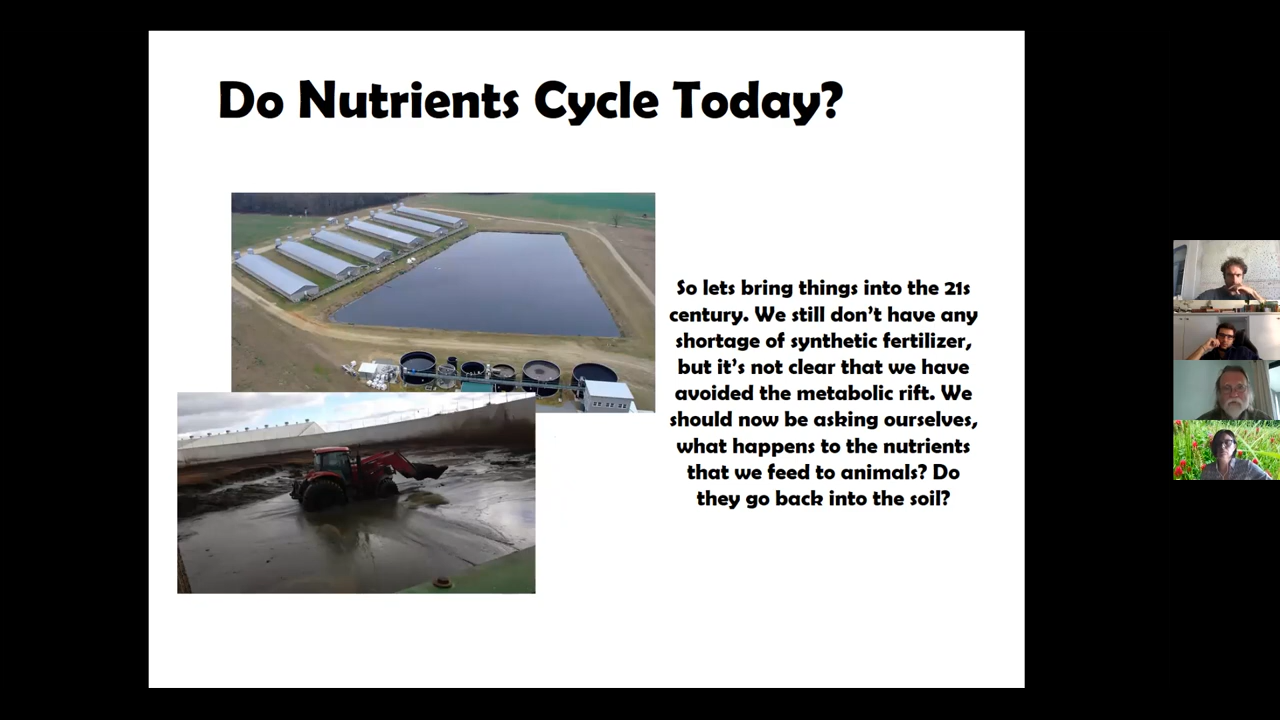 Do Nutrients Cycle Today?
So lets bring things into the 21s
century. We still don't have any
shortage of synthetic fertilizer,
but it's not clear that we have
avoided the metabolic rift. We
should now be asking ourselves,
what happens to the nutrients
that we feed to animals? Do
they go back into the soil?